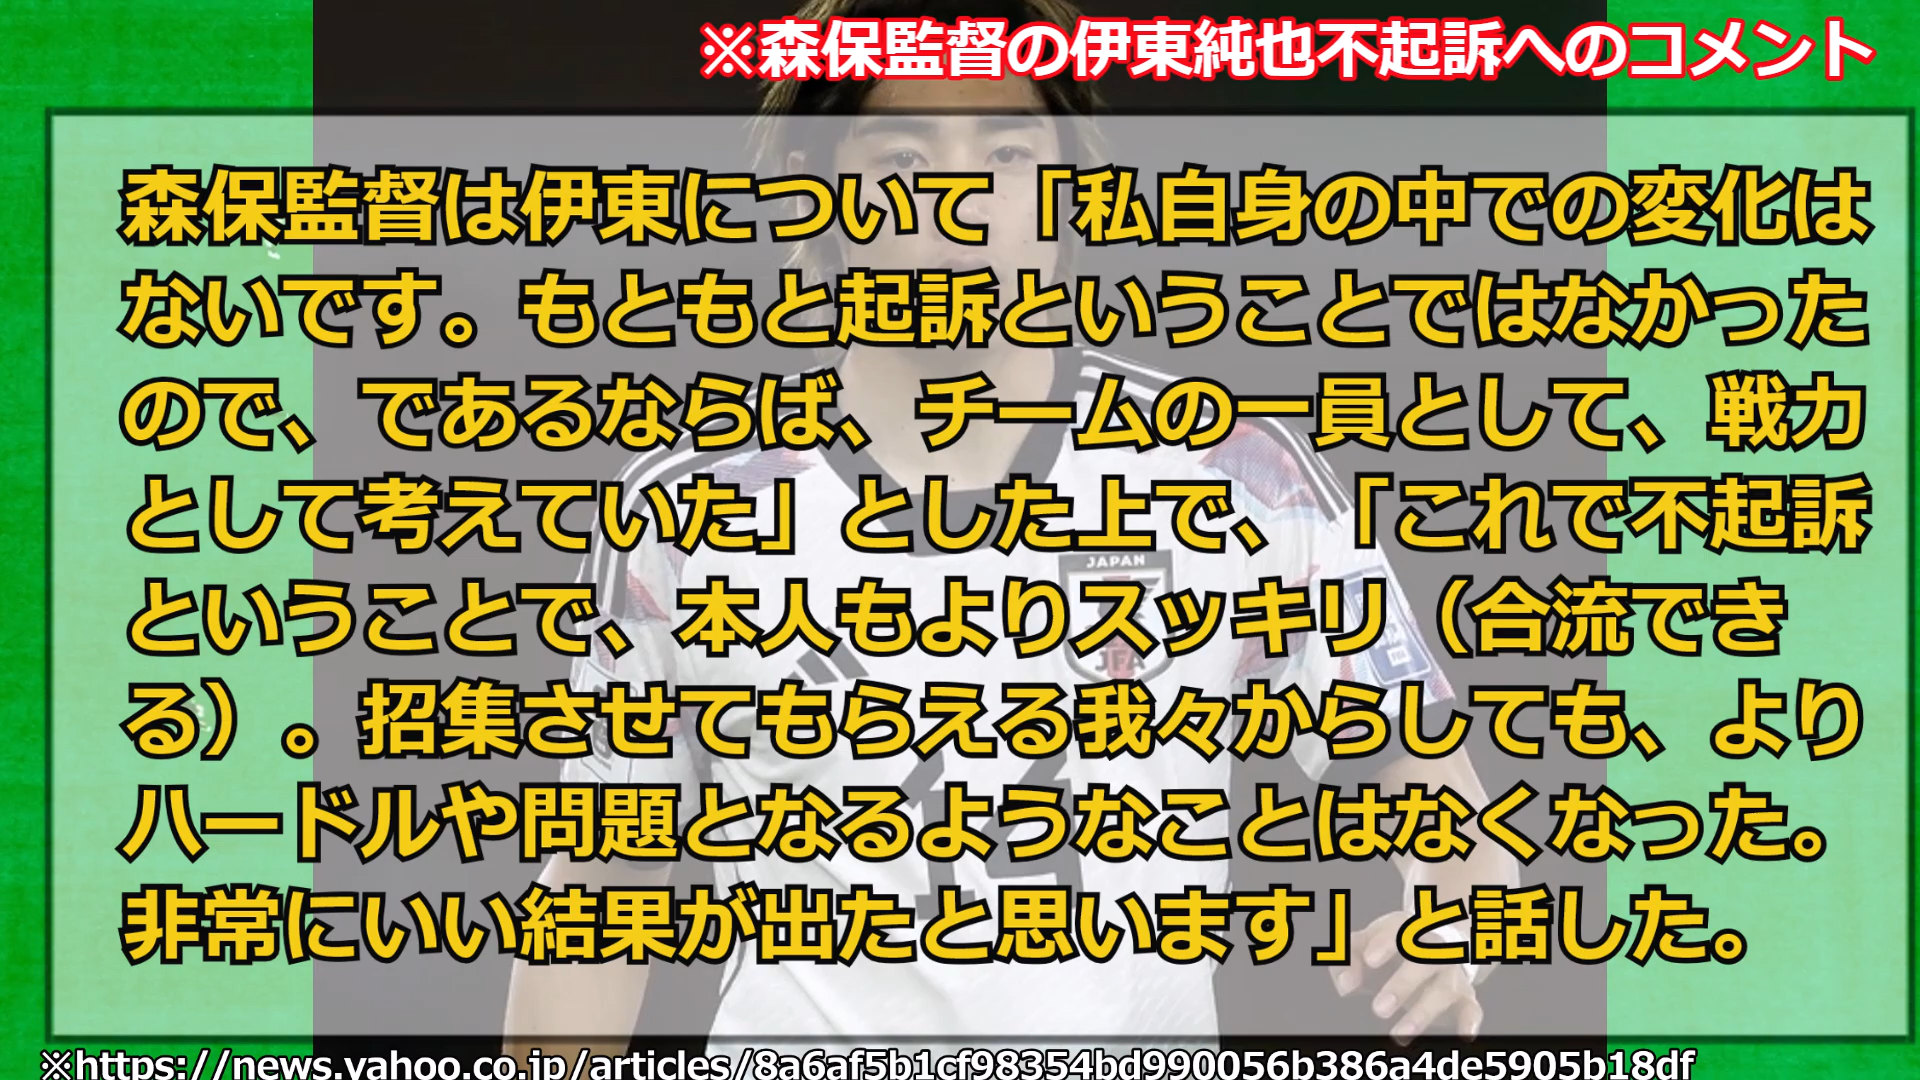 ※森保監督の伊東純也不起訴へのコメント
森保監督は伊東について「私自身の中での変化は
ないです。もともと起訴ということではなかった
ので、であるならば、チームの一員として、戦力
として考えていた」とした上で、「これで不起訴
ということで、本人もよりスッキリ（合流でき
る）。招集させてもらえる我々からしても、より
ハードルや問題となるようなことはなくなった。
非常にいい結果が出たと思います」と話した。
JAPAN
JFA
14
※https://news.yahoo.co.jp/articles/8a6af5b1cf98354bd990056b386a4de5905b18df